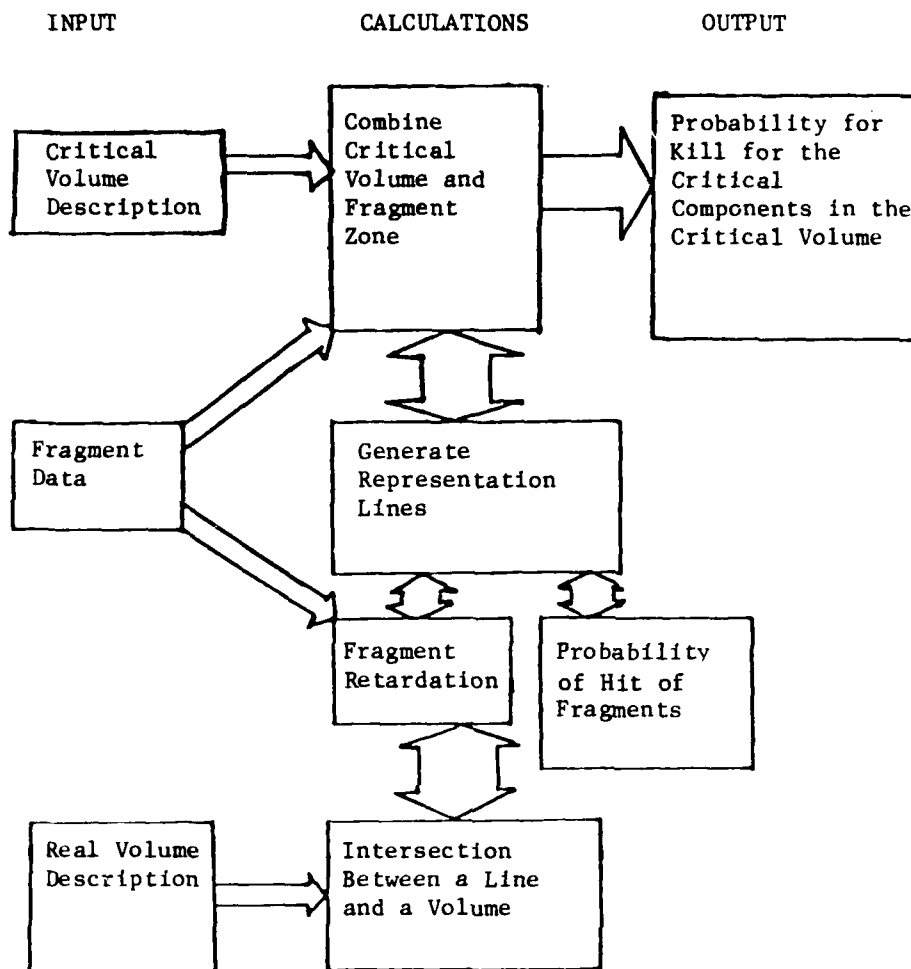 INPUT
CALCULATIONS
OUTPUT
Critical
Volume
Description
Combine
Critical
Volume and
Fragment
Zone
Probability for
Kill for the
Critical
Components in the
Critical Volume
Fragment
Data
Generate
Representation
Lines
Fragment
Retardation
Probability
of Hit of
Fragments
Real Volume
Description
Intersection
Between a Line
and a Volume